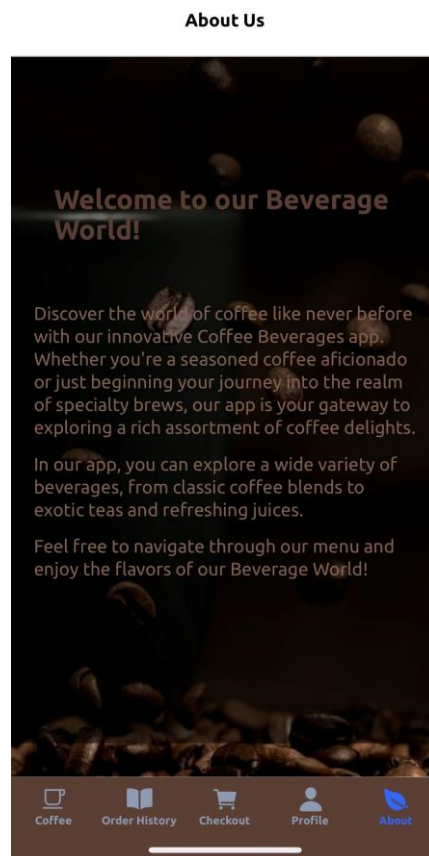 About Us
Welcome to our Beverage
World!
Discover the world of coffee like never before
with our innovative Coffee Beverages app.
Whether you're a seasoned coffee aficionado
or just beginning your journey into the realm
of specialty brews, our app is your gateway to
exploring a rich assortment of coffee delights.
In our app, you can explore a wide variety of
beverages, from classic coffee blends to
exotic teas and refreshing juices.
Feel free to navigate through our menu and
enjoy the flavors of our Beverage World!
Coffee Order History Checkout Profile About